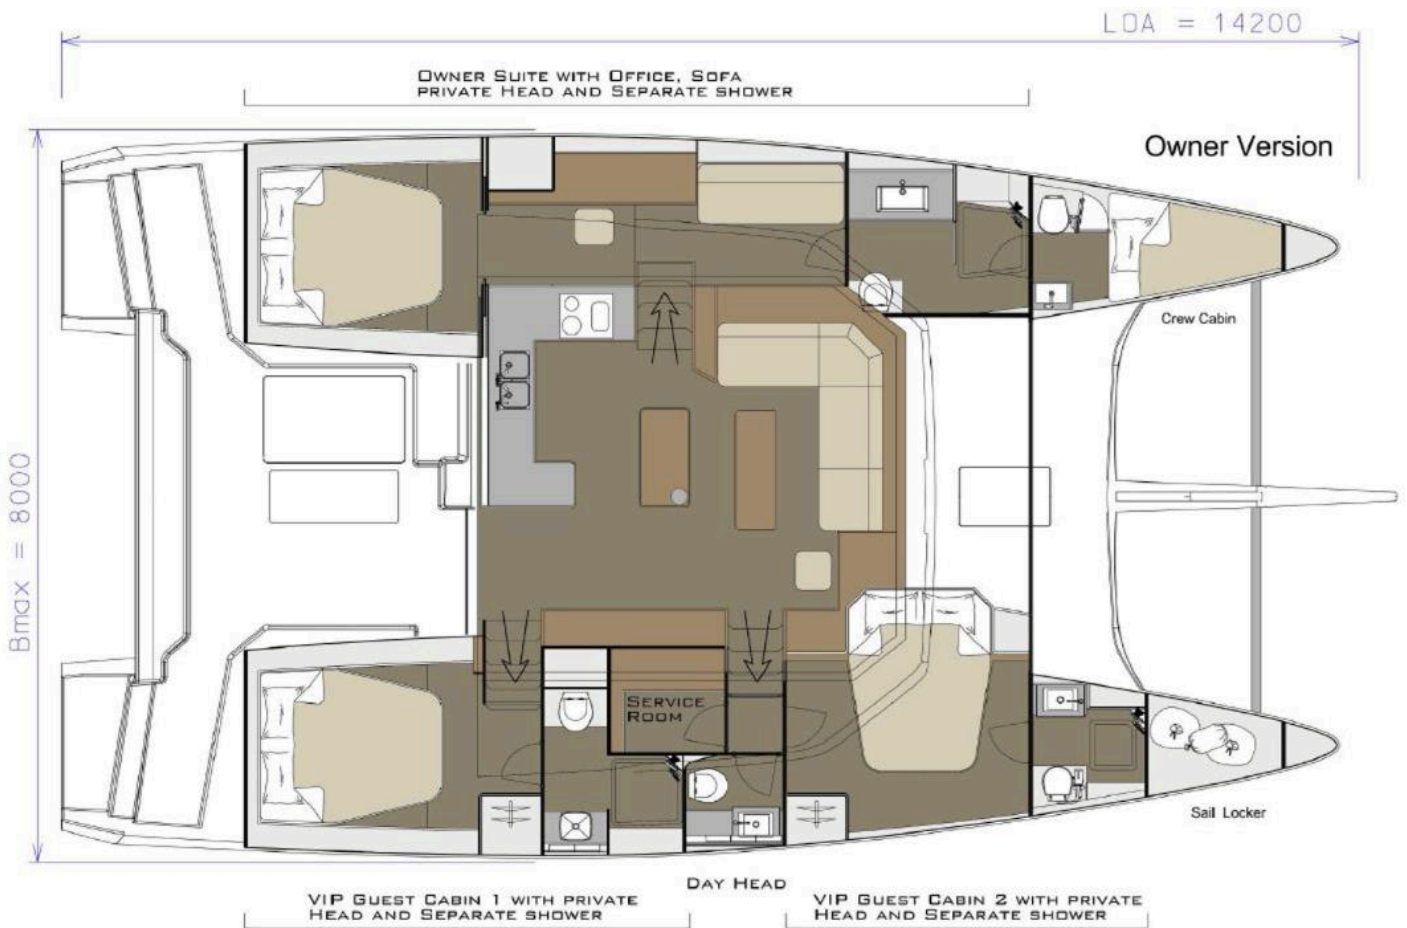 LOA = 14200
Owner Suite with Office, Sofa
private Head and Separate shower
Owner Version
Crew Cabin
Bmax = 8000
Service
Room
Sail Locker
Day Head
VIP Guest Cabin 1 with private
Head and Separate shower
VIP Guest Cabin 2 with private
Head and Separate shower